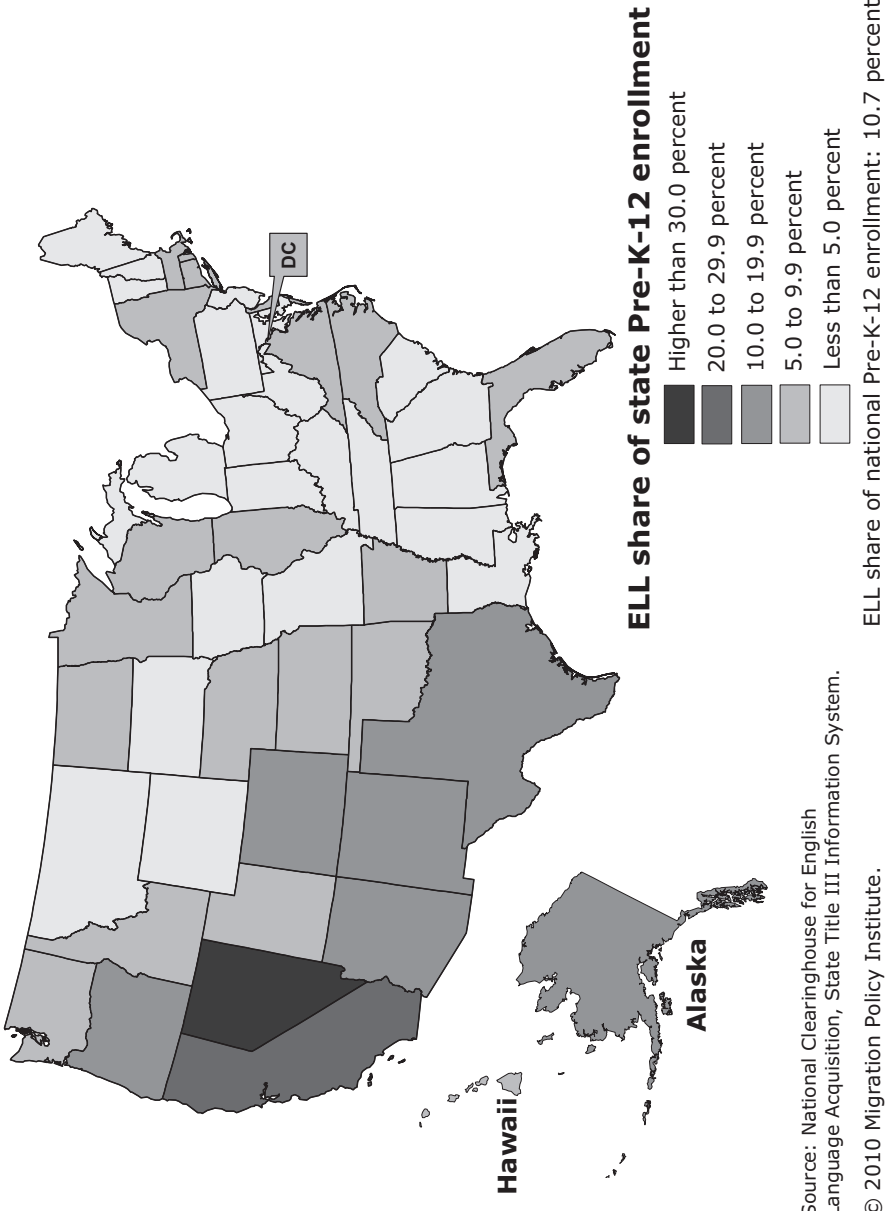 DC
Hawaii
Alaska
ELL share of state Pre-K-12 enrollment
Higher than 30.0 percent
20.0 to 29.9 percent
10.0 to 19.9 percent
5.0 to 9.9 percent
Less than 5.0 percent
Source: National Clearinghouse for English
Language Acquisition, State Title III Information System.
© 2010 Migration Policy Institute.
ELL share of national Pre-K-12 enrollment: 10.7 percent